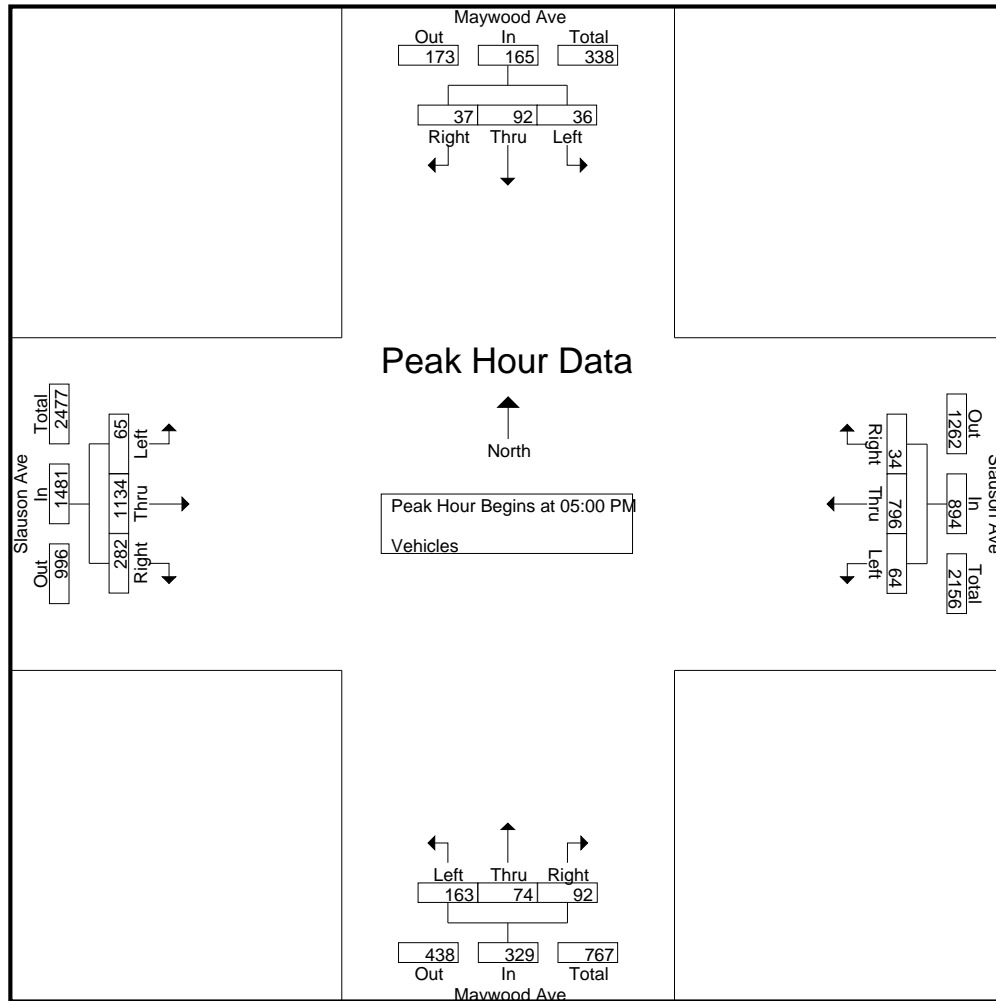 Maywood Ave
Out In Total
173 165 338
37 92 36
Right Thru Left
Peak Hour Data
North
Peak Hour Begins at 05:00 PM
Vehicles
Slauson Ave
Total In Out
2477 1481 996
65 1134 282
Left Thru Right
Slauson Ave
Out In Total
1262 894 2156
34 796 64
Right Thru Left
Left Thru Right
163 74 92
438 329 767
Out In Total
Maywood Ave